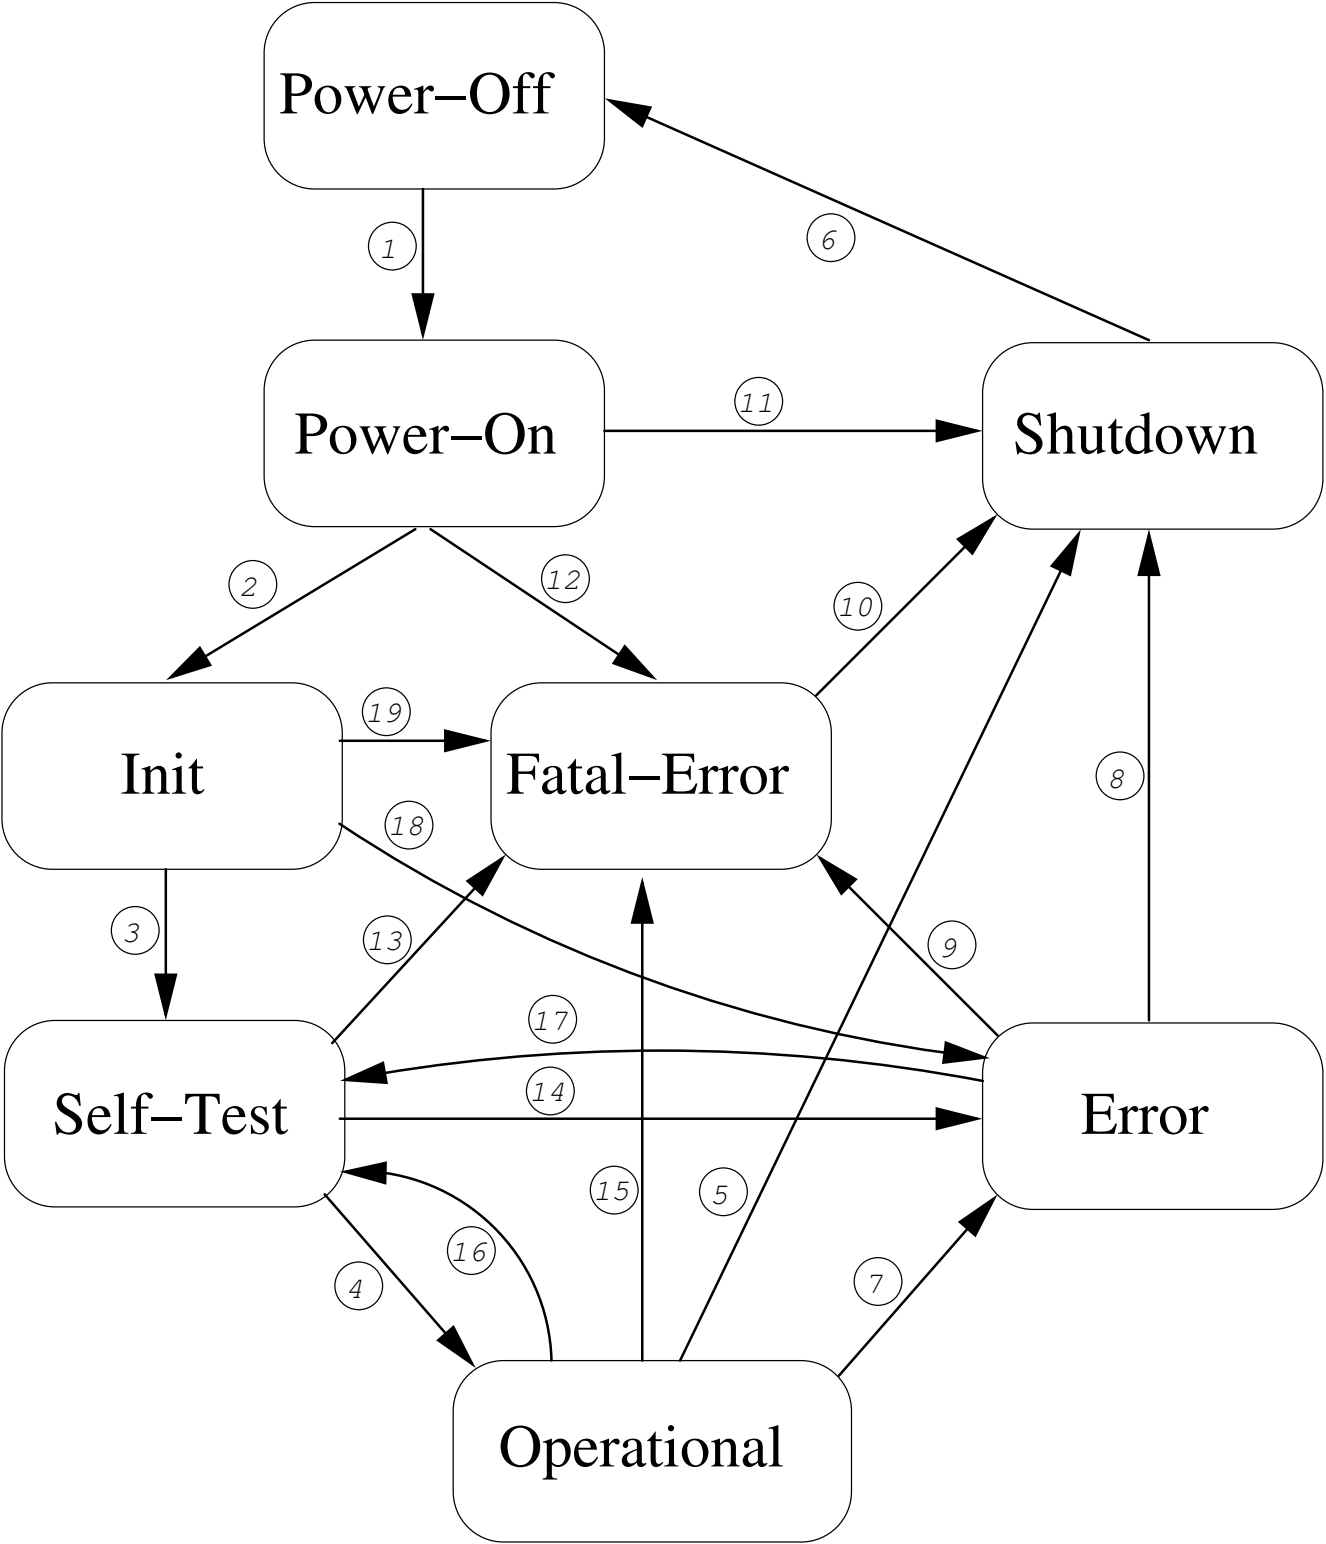 Power–Off
1
6
Power–On
11
Shutdown
2
12
10
19
Init
Fatal–Error
8
18
3
13
9
17
14
Self–Test
Error
15
5
16
4
7
Operational